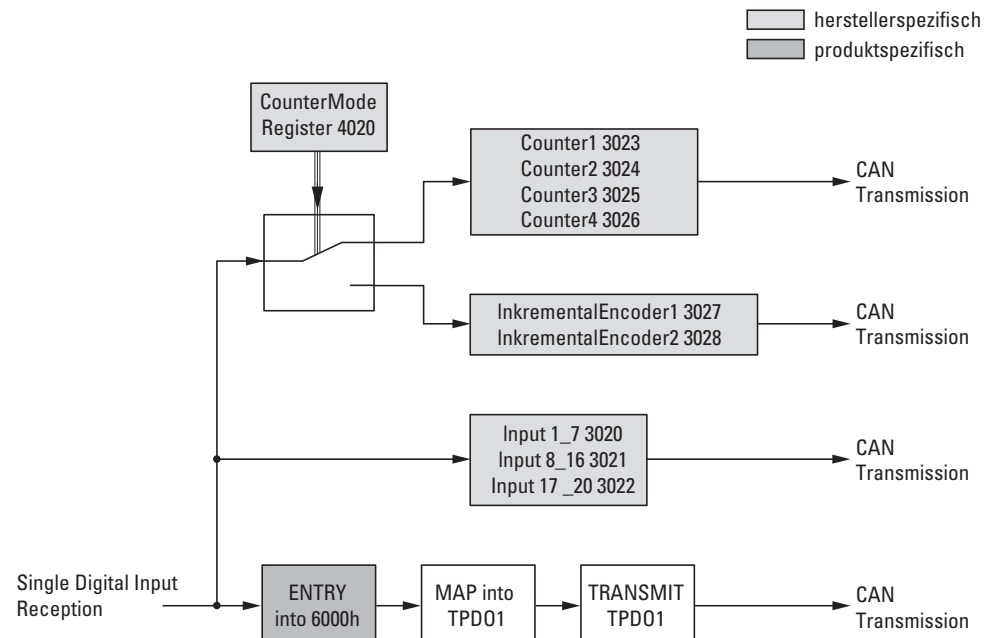 herstellerspezifisch
produktspezifisch
CounterMode
Register 4020
Counter1 3023
Counter2 3024
Counter3 3025
Counter4 3026
CAN
Transmission
InkrementalEncoder1 3027
InkrementalEncoder2 3028
CAN
Transmission
Input 1_7 3020
Input 8_16 3021
Input 17 _20 3022
CAN
Transmission
Single Digital Input
Reception
ENTRY
into 6000h
MAP into
TPDO1
TRANSMIT
TPDO1
CAN
Transmission